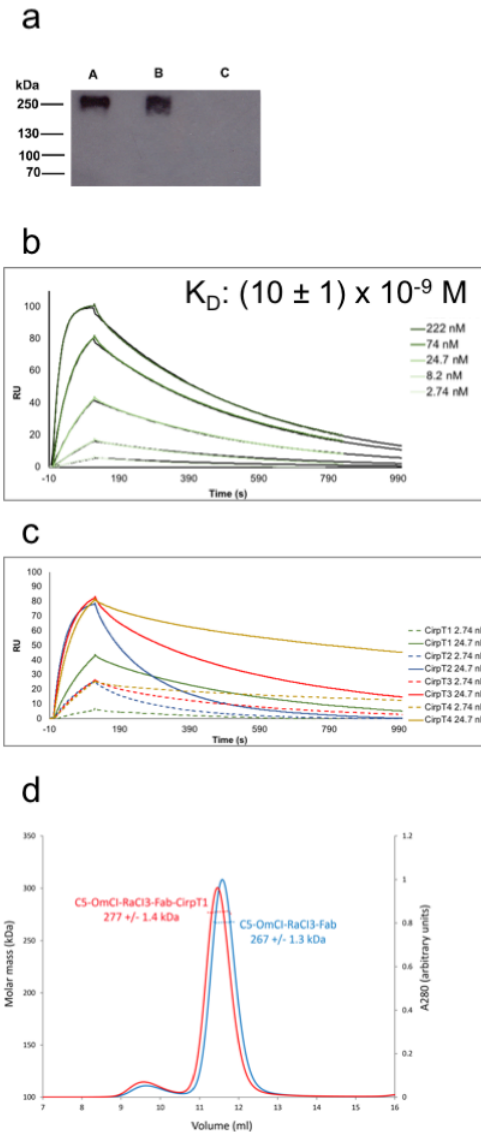 a
A B C
kDa
250
130
100
70
b
K_D: (10 ± 1) x 10⁻⁹ M
100
80
60
40
20
0
RU
-10 190 390 590 790 990
Time (s)
222 nM
74 nM
24.7 nM
8.2 nM
2.74 nM
c
100
90
80
70
60
50
40
30
20
10
0
RU
-10 190 390 590 790 990
Time (s)
CirpT1 2.74 nM
CirpT1 24.7 nM
CirpT2 2.74 nM
CirpT2 24.7 nM
CirpT3 2.74 nM
CirpT3 24.7 nM
CirpT4 2.74 nM
CirpT4 24.7 nM
d
350
300
250
200
150
100
Molar mass (kDa)
C5-OmCI-RaCI3-Fab-CirpT1
277 +/- 1.4 kDa
C5-OmCI-RaCI3-Fab
267 +/- 1.3 kDa
1.2
1
0.8
0.6
0.4
0.2
0
A280 (arbitrary units)
7 8 9 10 11 12 13 14 15 16
Volume (ml)